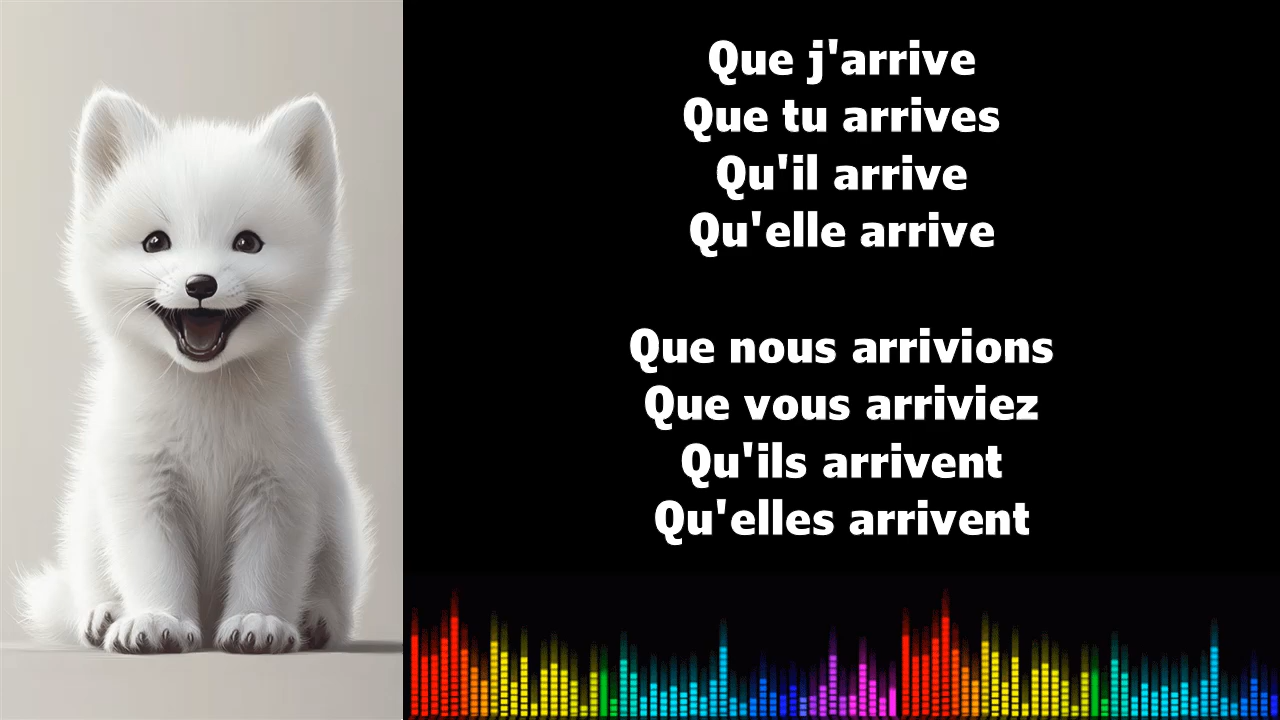 Que j'arrive
Que tu arrives
Qu'il arrive
Qu'elle arrive
Que nous arrivions
Que vous arriviez
Qu'ils arrivent
Qu'elles arrivent